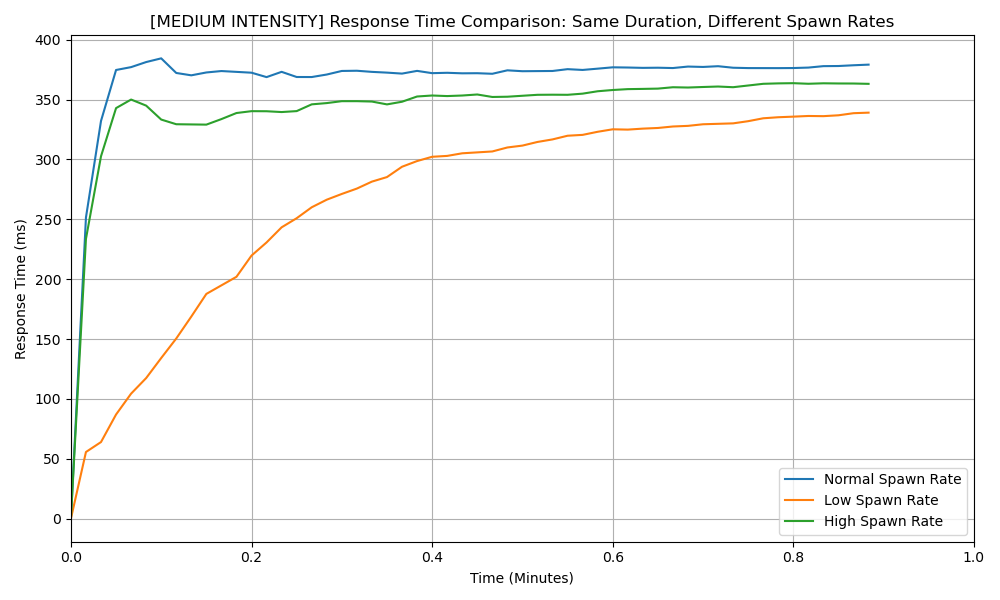 [MEDIUM INTENSITY] Response Time Comparison: Same Duration, Different Spawn Rates
Response Time (ms)
400
350
300
250
200
150
100
50
0
0.0
0.2
0.4
0.6
0.8
1.0
Time (Minutes)
Normal Spawn Rate
Low Spawn Rate
High Spawn Rate